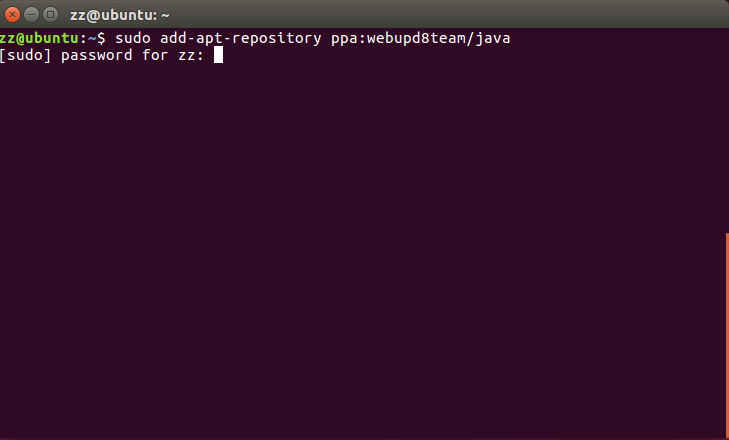 zz@ubuntu: ~
zz@ubuntu:~$ sudo add-apt-repository ppa:webupd8team/java
[sudo] password for zz: